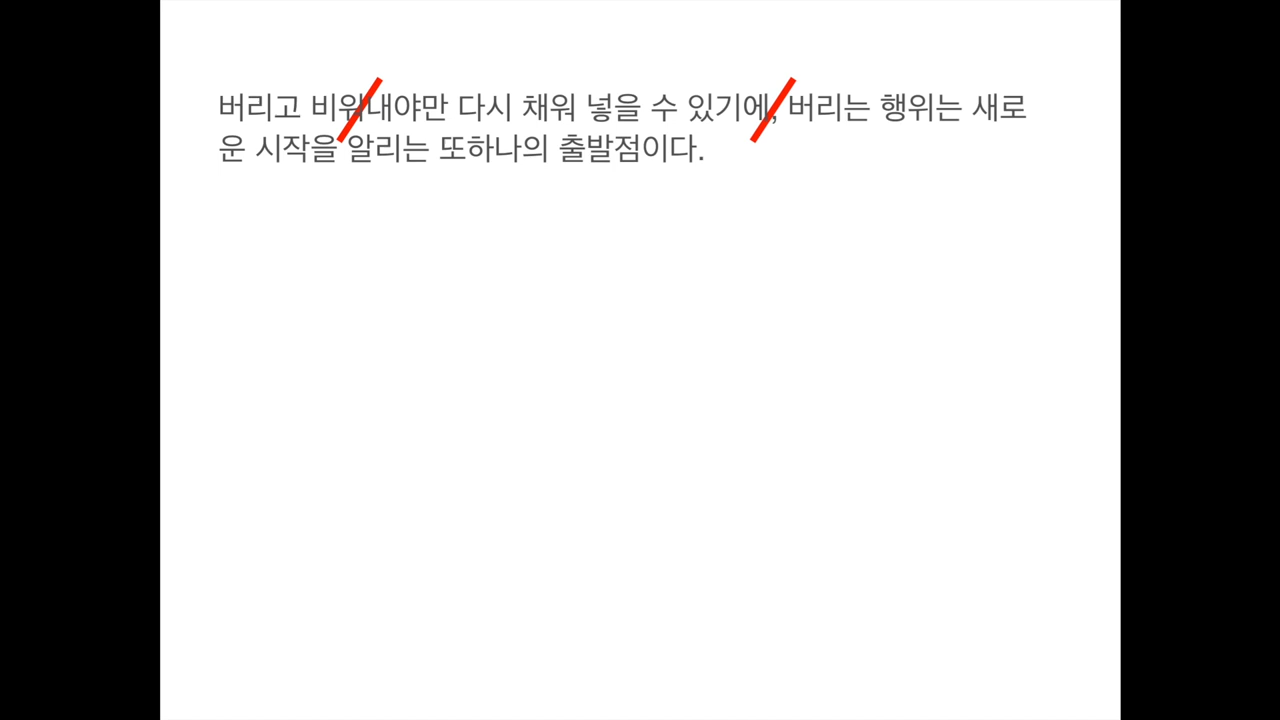 버리고 비워내야만 다시 채워 넣을 수 있기에, 버리는 행위는 새로
운 시작을 알리는 또하나의 출발점이다.